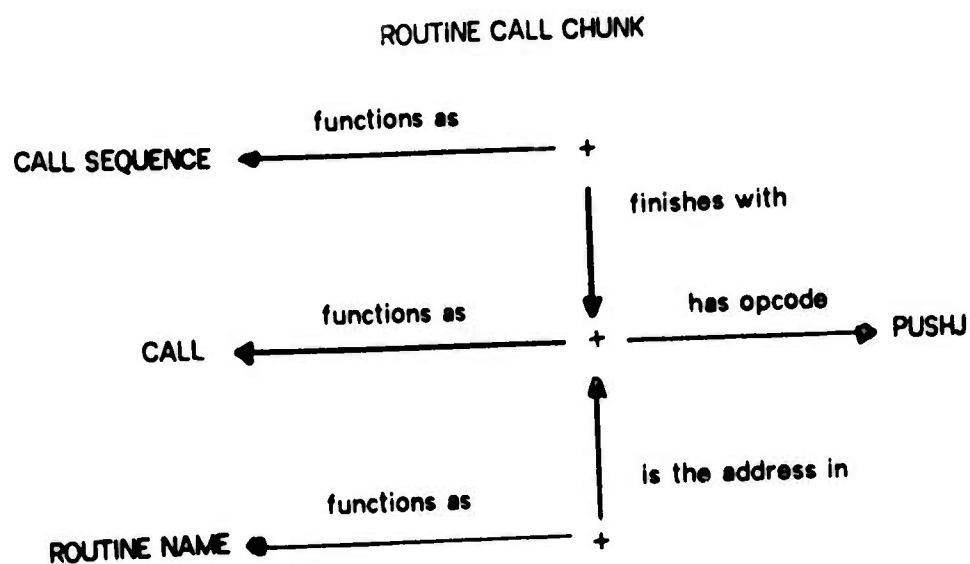 ROUTINE CALL CHUNK
functions as
CALL SEQUENCE
+
finishes with
functions as
has opcode
CALL
+
PUSHJ
is the address in
functions as
ROUTINE NAME
+